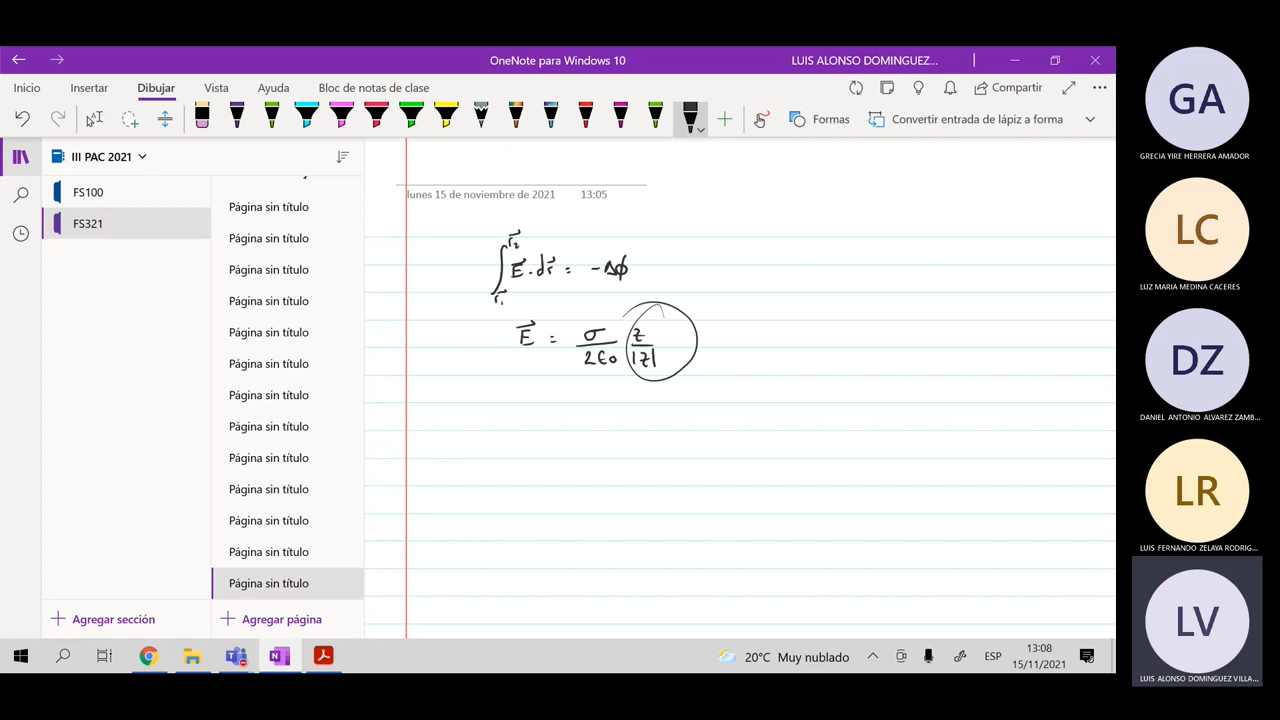 OneNote para Windows 10
LUIS ALONSO DOMINGUEZ...
Inicio
Insertar
Dibujar
Vista
Ayuda
Bloc de notas de clase
Compartir
Formas
Convertir entrada de lápiz a forma
III PAC 2021
FS100
FS321
Página sin título
Página sin título
Página sin título
Página sin título
Página sin título
Página sin título
Página sin título
Página sin título
Página sin título
Página sin título
Página sin título
Página sin título
Página sin título
Agregar sección
Agregar página
lunes 15 de noviembre de 2021 13:05
∫_{r⃗₁}^{r⃗₂} E⃗ · dr⃗ = -Δϕ
E⃗ = σ/2ε₀ z/|z|
GA
GRECIA YIRE HERRERA AMADOR
LC
LUZ MARIA MEDINA CACERES
DZ
DANIEL ANTONIO ALVAREZ ZAMB...
LR
LUIS FERNANDO ZELAYA RODRIG...
LV
LUIS ALONSO DOMINGUEZ VILLA...
20°C Muy nublado
ESP
13:08
15/11/2021